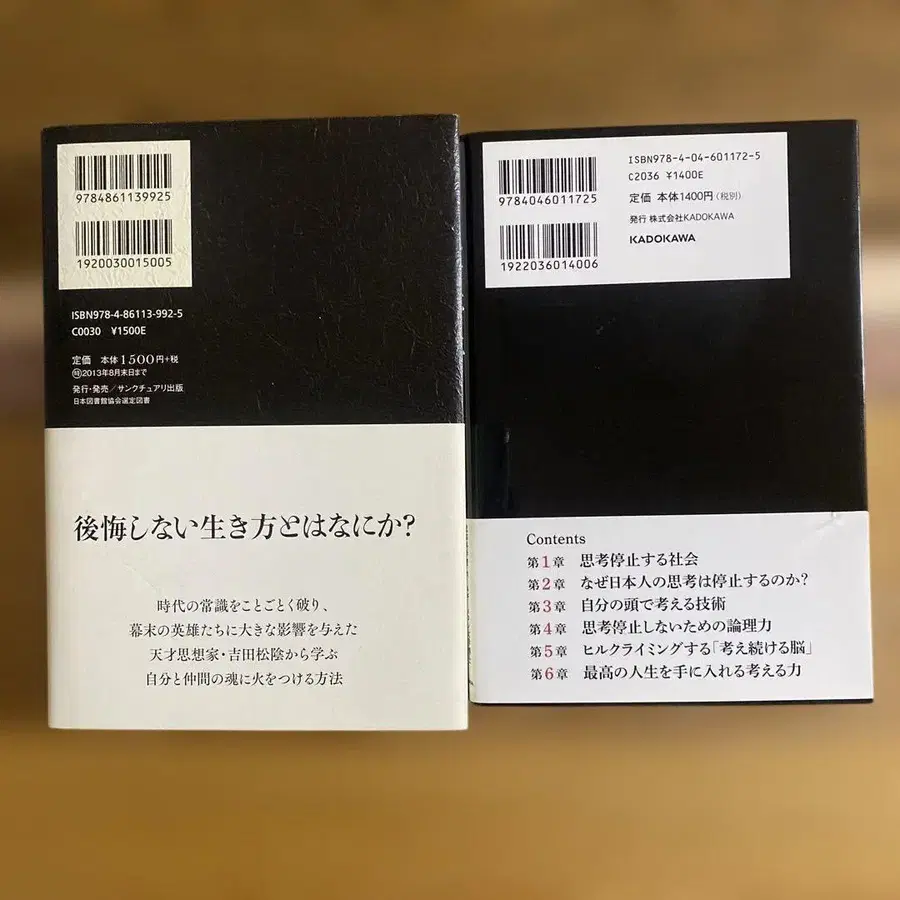 9784861139925
1920030015005
ISBN978-4-86113-992-5
C0030 ¥1500E
定価 本体1500円+税
特2013年8月末日まで
発行・発売/サンクチュアリ出版
日本図書館協会選定図書
後悔しない生き方とはなにか?
時代の常識をことごとく破り、
幕末の英雄たちに大きな影響を与えた
天才思想家・吉田松陰から学ぶ
自分と仲間の魂に火をつける方法
9784046011725
1922036014006
ISBN978-4-04-601172-5
C2036 ¥1400E
定価 本体1400円(税別)
発行 株式会社KADOKAWA
KADOKAWA
Contents
第1章 思考停止する社会
第2章 なぜ日本人の思考は停止するのか?
第3章 自分の頭で考える技術
第4章 思考停止しないための論理力
第5章 ヒルクライミングする「考え続ける脳」
第6章 最高の人生を手に入れる考える力